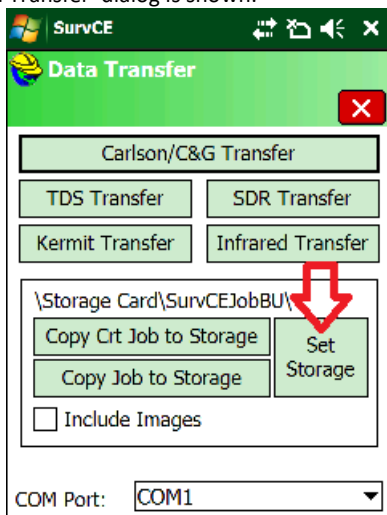 Transfer" dialog is shown.
SurvCE
Data Transfer
Carlson/C&G Transfer
TDS Transfer
SDR Transfer
Kermit Transfer
Infrared Transfer
\Storage Card\SurvCEJobBU\
Copy Crt Job to Storage
Set
Storage
Copy Job to Storage
Include Images
COM Port: COM1